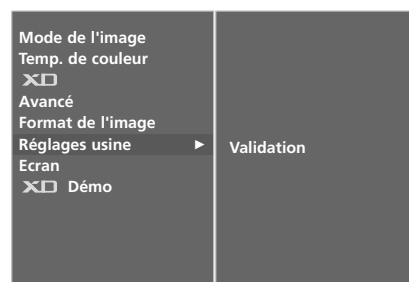 Mode de l'image
Temp. de couleur
XD
Avancé
Format de l'image
Réglages usine ►
Validation
Ecran
XD Démo